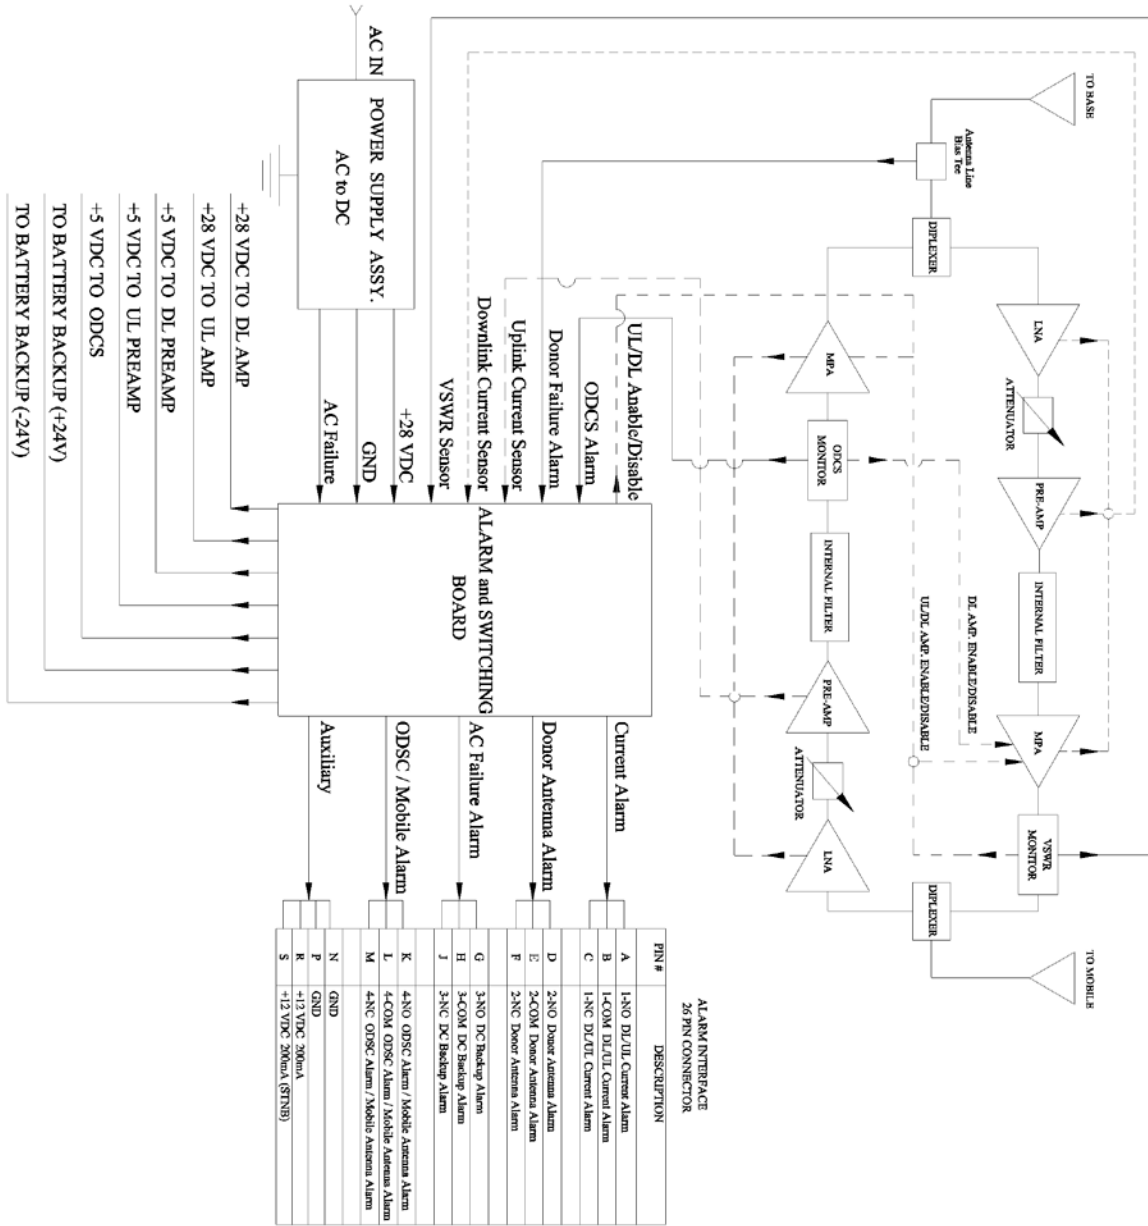 TO BASE
Antenna Line
Bias Tee
DIPLEXER
LNA
ATTENUATOR
PRE-AMP
INTERNAL FILTER
MPA
VSWR
MONITOR
DIPLEXER
TO MOBILE
MPA
ODCS
MONITOR
INTERNAL FILTER
PRE-AMP
ATTENUATOR
LNA
DL AMP. ENABLE/DISABLE
UL/DL AMP. ENABLE/DISABLE
AC IN
POWER SUPPLY ASSY.
AC to DC
UL/DL Anable/Disable
ODCS Alarm
Donor Failure Alarm
Uplink Current Sensor
Downlink Current Sensor
VSWR Sensor
+28 VDC
GND
AC Failure
ALARM and SWITCHING
BOARD
+28 VDC TO DL AMP
+28 VDC TO UL AMP
+5 VDC TO DL PREAMP
+5 VDC TO UL PREAMP
+5 VDC TO ODCS
TO BATTERY BACKUP (+24V)
TO BATTERY BACKUP (-24V)
Current Alarm
Donor Antenna Alarm
AC Failure Alarm
ODSC / Mobile Alarm
Auxiliary
ALARM INTERFACE
26 PIN CONNECTOR
PIN # DESCRIPTION
A 1-NO DL/UL Current Alarm
B 1-COM DL/UL Current Alarm
C 1-NC DL/UL Current Alarm
D 2-NO Donor Antenna Alarm
E 2-COM Donor Antenna Alarm
F 2-NC Donor Antenna Alarm
G 3-NO DC Backup Alarm
H 3-COM DC Backup Alarm
J 3-NC DC Backup Alarm
K 4-NO ODSC Alarm / Mobile Antenna Alarm
L 4-COM ODSC Alarm / Mobile Antenna Alarm
M 4-NC ODSC Alarm / Mobile Antenna Alarm
N GND
P GND
R +12 VDC 200mA
S +12 VDC 200mA (STNB)